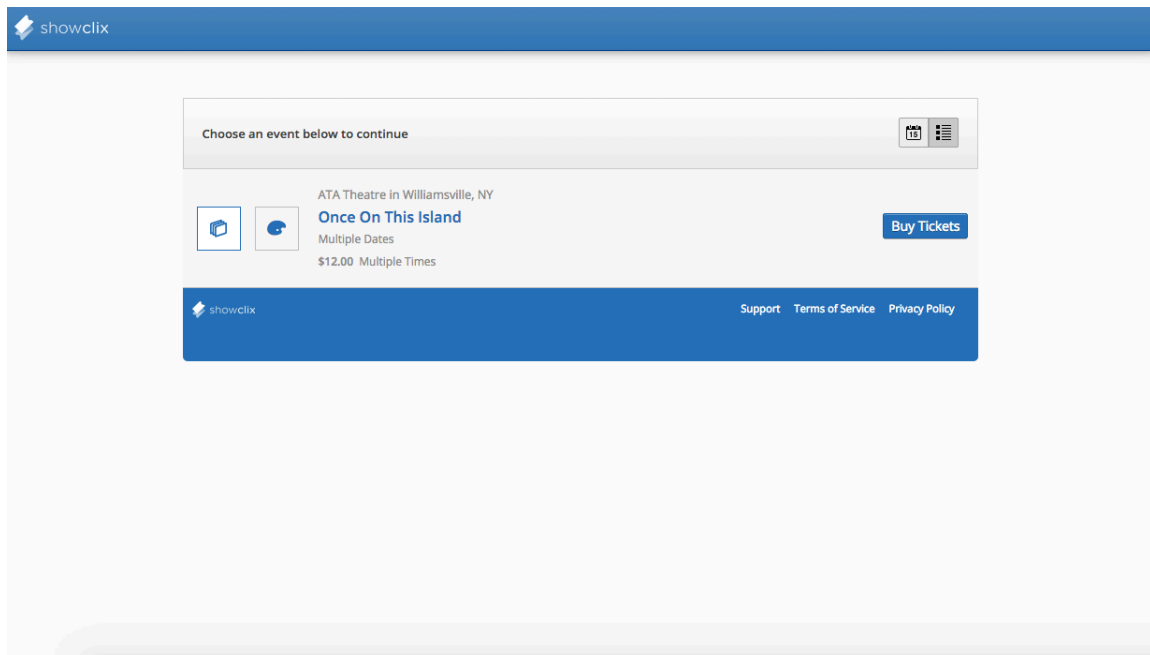 showclix
Choose an event below to continue
15
ATA Theatre in Williamsville, NY
Once On This Island
Multiple Dates
$12.00 Multiple Times
Buy Tickets
showclix
Support Terms of Service Privacy Policy